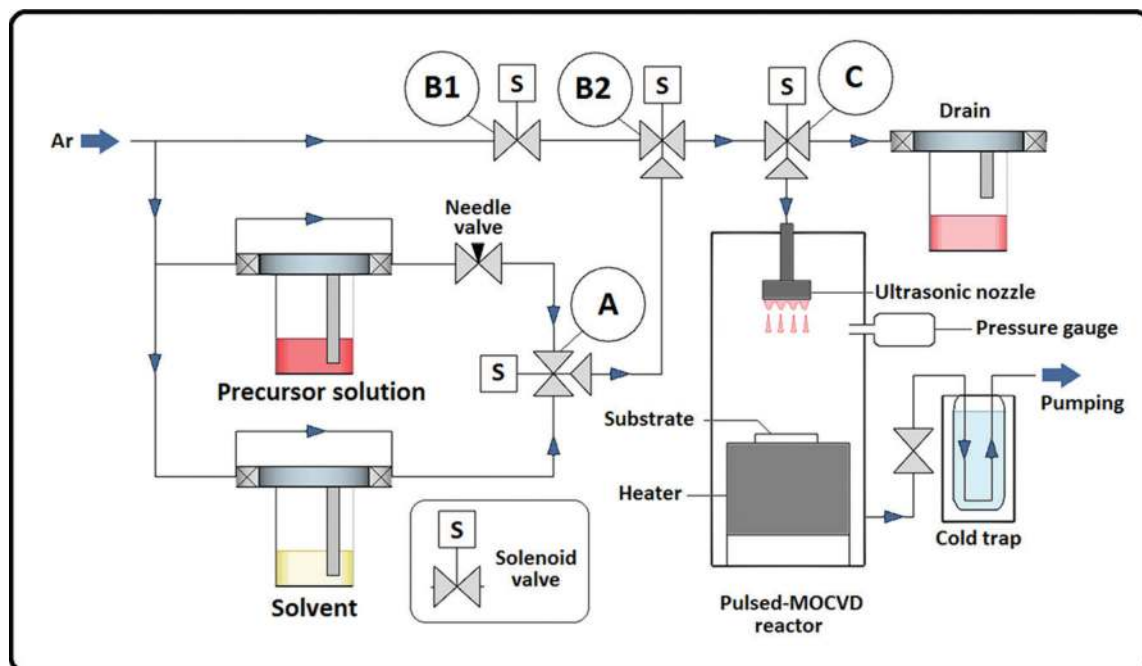 S
S
S
B1
B2
C
Drain
Ar
Needle
valve
A
S
Ultrasonic nozzle
Pressure gauge
Precursor solution
Pumping
Substrate
Heater
S
Solenoid
valve
Cold trap
Solvent
Pulsed-MOCVD
reactor